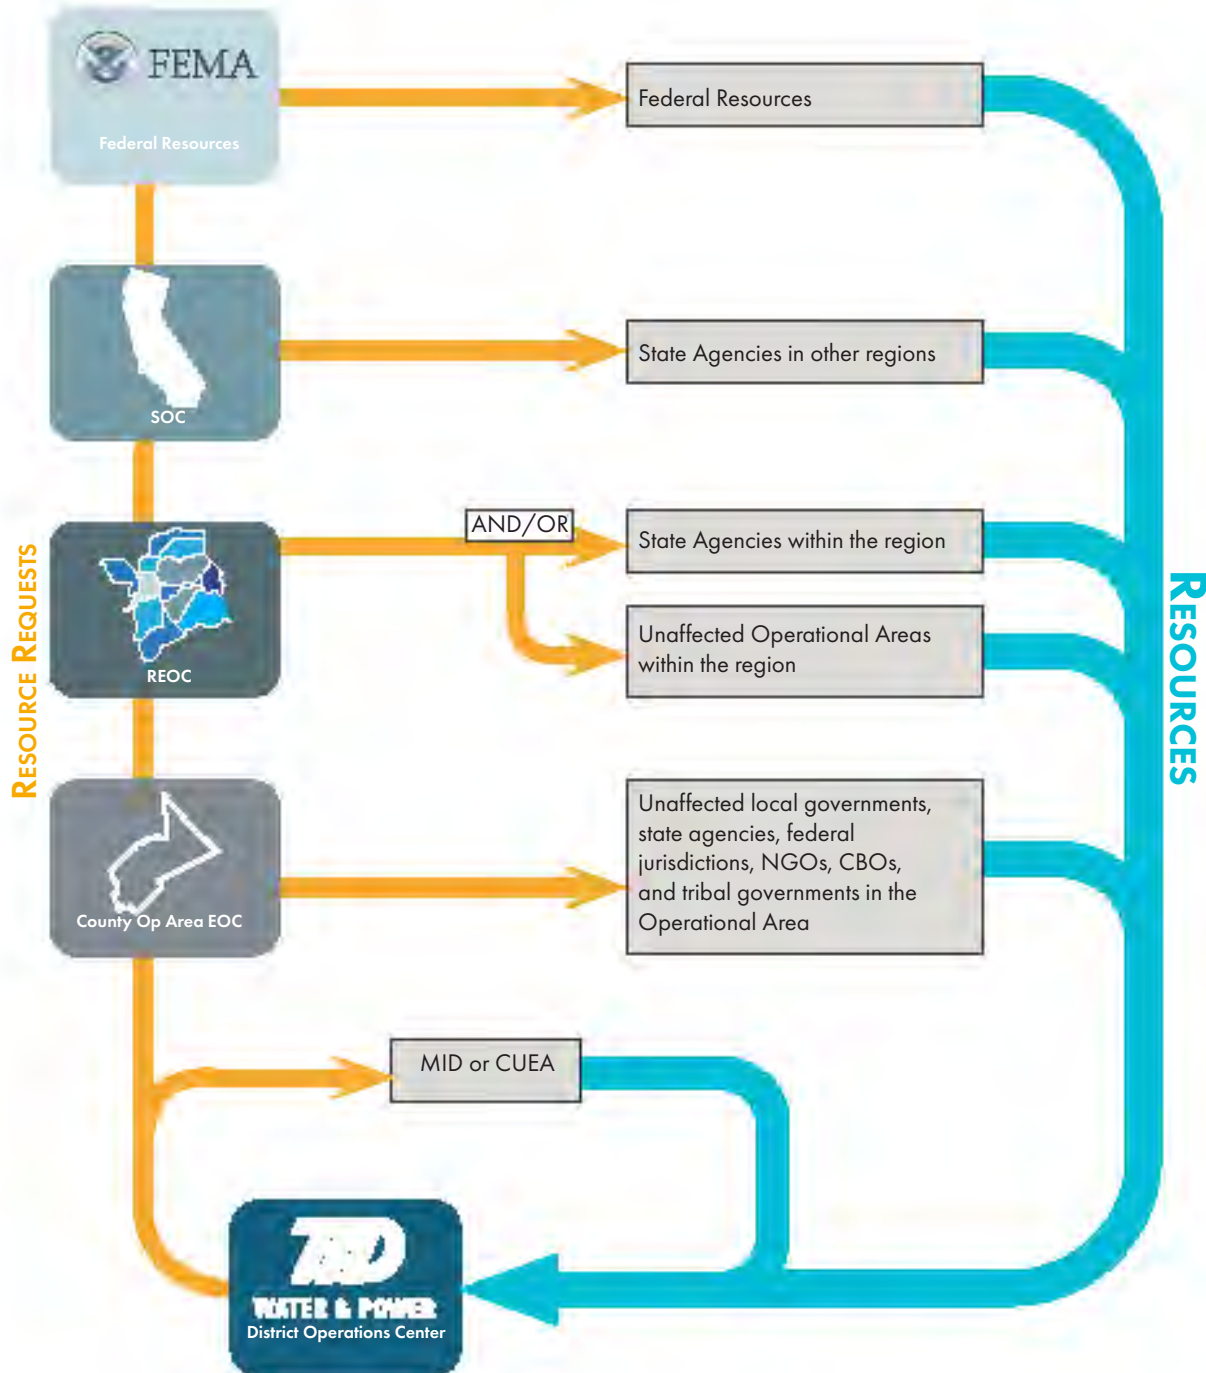 FEMA
Federal Resources
Federal Resources
SOC
State Agencies in other regions
RESOURCE REQUESTS
REOC
AND/OR
State Agencies within the region
Unaffected Operational Areas
within the region
RESOURCES
County Op Area EOC
Unaffected local governments,
state agencies, federal
jurisdictions, NGOs, CBOs,
and tribal governments in the
Operational Area
MID or CUEA
TID
WATER & POWER
District Operations Center